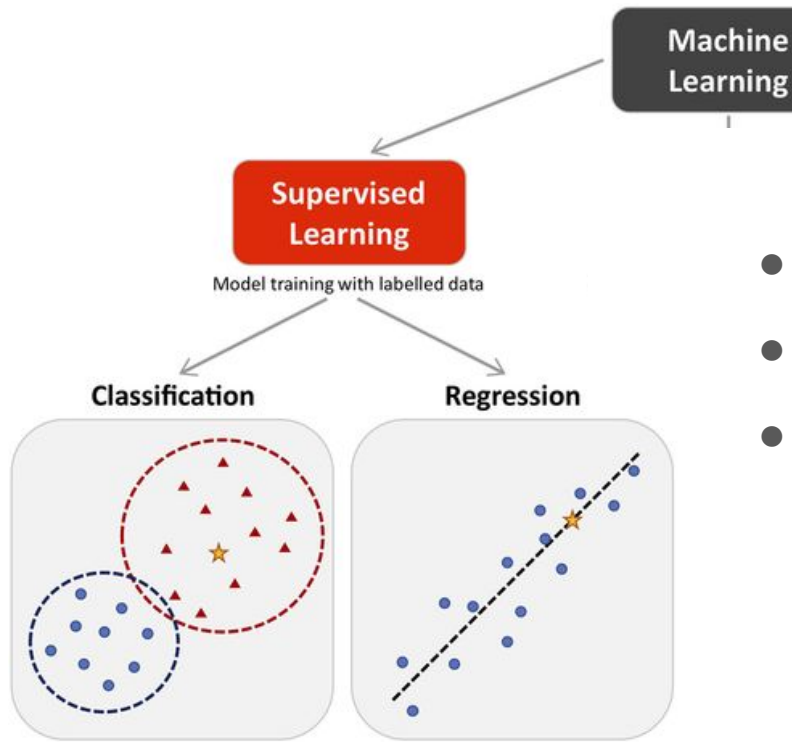 Machine
Learning
Supervised
Learning
Model training with labelled data
Classification
Regression